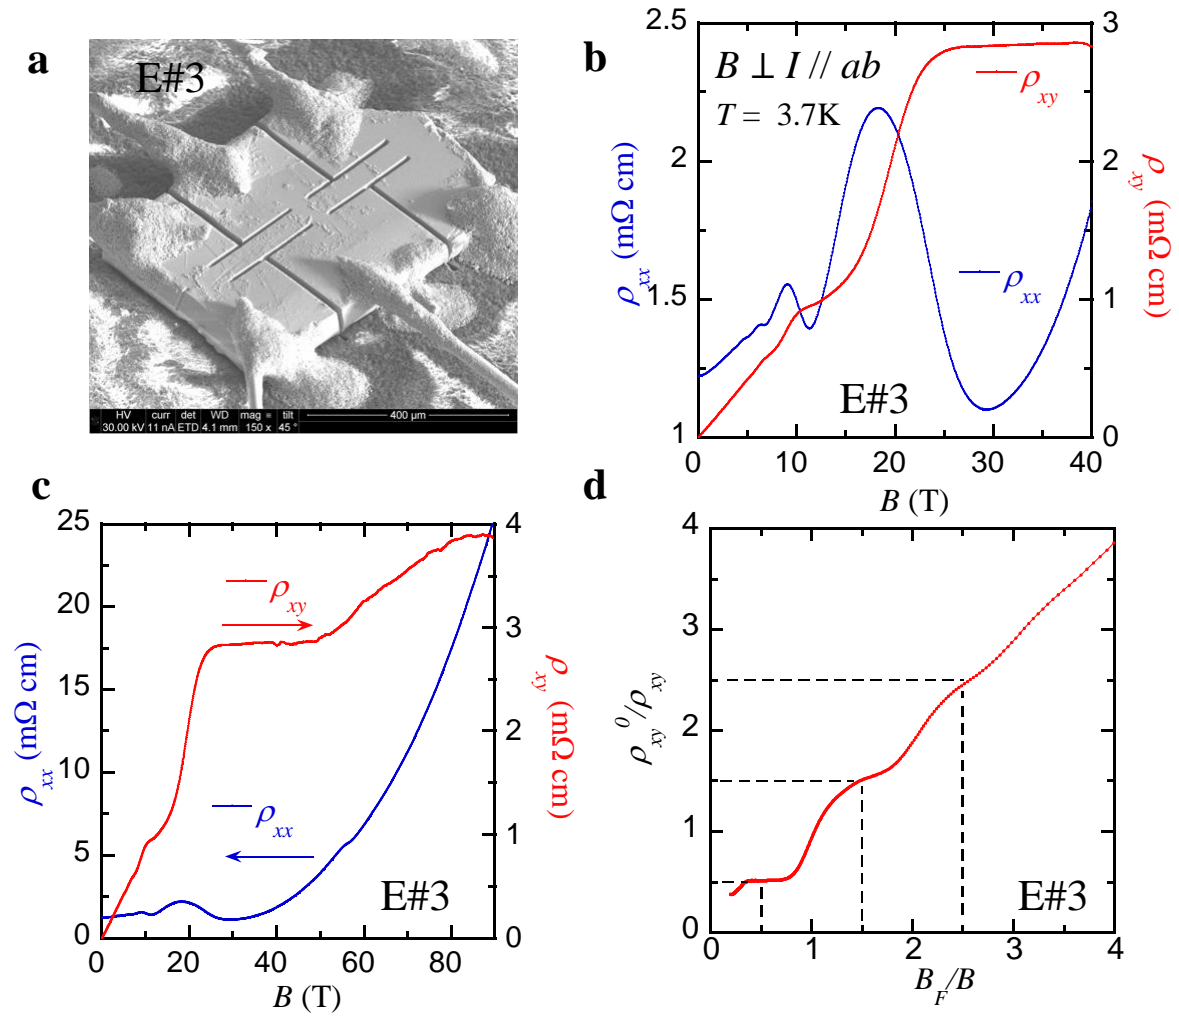 a
E#3
HV curr det WD mag ≡ tilt
30.00 kV 11 nA ETD 4.1 mm 150 x 45 °
400 µm
b
B ⊥ I // ab
T = 3.7K
ρxy
ρxx
E#3
2.5
2
1.5
1
ρxx (mΩ cm)
3
2
1
0
ρxy (mΩ cm)
0 10 20 30 40
B (T)
c
25
20
15
10
5
0
ρxx (mΩ cm)
ρxy
ρxx
E#3
4
3
2
1
0
ρxy (mΩ cm)
0 20 40 60 80
B (T)
d
4
3
2
1
0
ρxy⁰/ρxy
E#3
0 1 2 3 4
BF/B